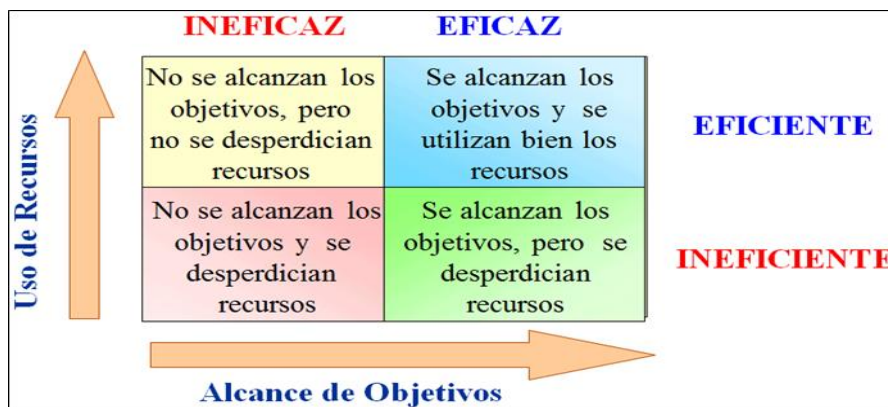 INEFICAZ
EFICAZ
No se alcanzan los
objetivos, pero
no se desperdician
recursos
Se alcanzan los
objetivos y se
utilizan bien los
recursos
EFICIENTE
No se alcanzan los
objetivos y se
desperdician
recursos
Se alcanzan los
objetivos, pero se
desperdician
recursos
INEFICIENTE
Uso de Recursos
Alcance de Objetivos